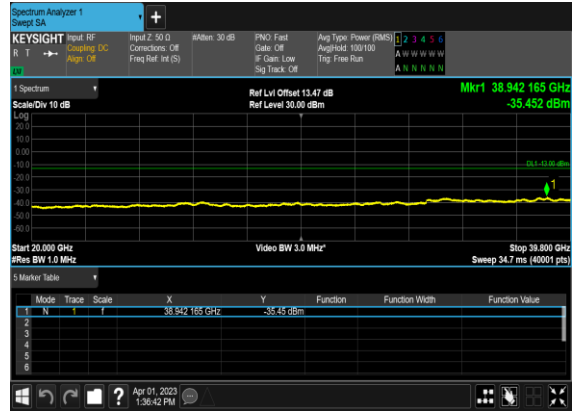 Spectrum Analyzer 1
Swept SA
+
KEYSIGHT Input: RF Input Z: 50 Ω #Atten: 30 dB PNO: Fast Avg Type: Power (RMS) 1 2 3 4 5 6
R T Coupling: DC Corrections: Off Gate: Off Avg|Hold: 100/100 A W W W W W
Align: Off Freq Ref: Int (S) IF Gain: Low Trig: Free Run
Sig Track: Off A N N N N N
1 Spectrum Ref Lvl Offset 13.47 dB Mkr1 38.942 165 GHz
Scale/Div 10 dB Ref Level 30.00 dBm -35.452 dBm
Log
20.0
10.0
0.00
-10.0 DL1 -13.00 dBm
-20.0
-30.0 1
-40.0
-50.0
-60.0
Start 20.000 GHz Video BW 3.0 MHz* Stop 39.800 GHz
#Res BW 1.0 MHz Sweep 34.7 ms (40001 pts)
5 Marker Table
Mode Trace Scale X Y Function Function Width Function Value
1 N 1 f 38.942 165 GHz -35.45 dBm
2
3
4
5
6
? Apr 01, 2023
1:36:42 PM